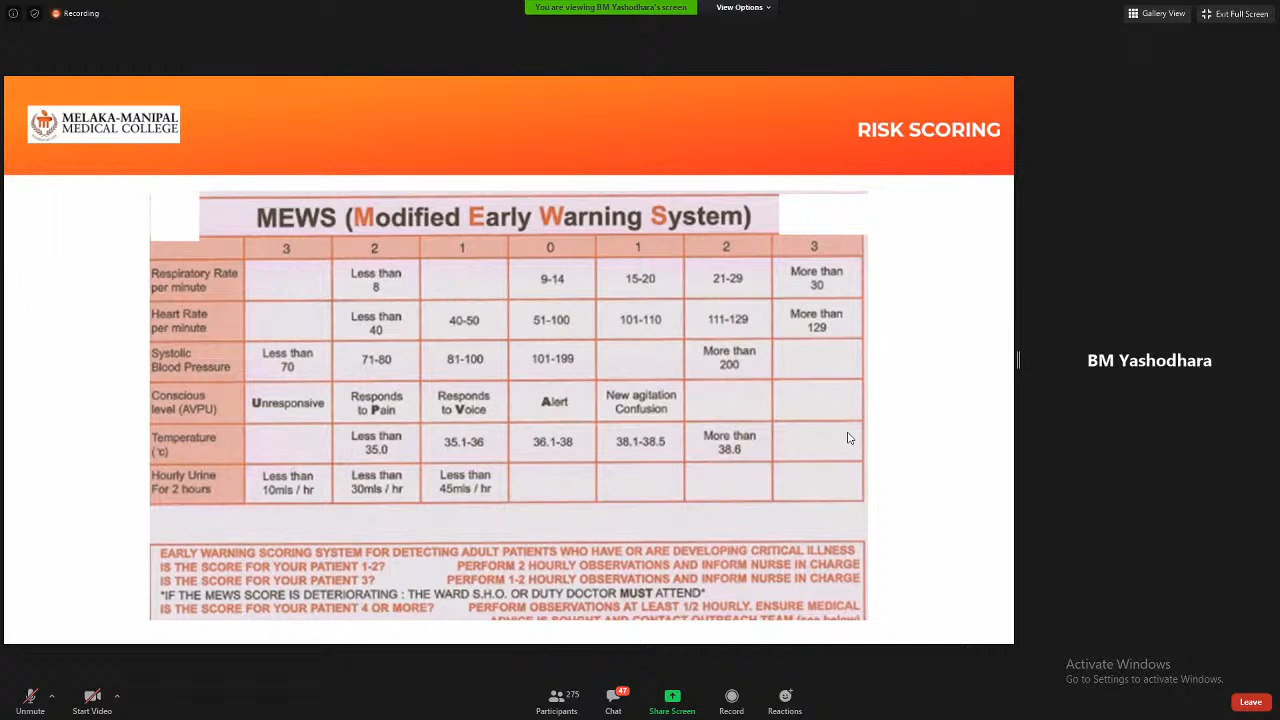 Recording
You are viewing BM Yashodhara's screen
View Options
Gallery View
Exit Full Screen
MELAKA-MANIPAL
MEDICAL COLLEGE
RISK SCORING
MEWS (Modified Early Warning System)
3 2 1 0 1 2 3
Respiratory Rate per minute Less than 8 9-14 15-20 21-29 More than 30
Heart Rate per minute Less than 40 40-50 51-100 101-110 111-129 More than 129
Systolic Blood Pressure Less than 70 71-80 81-100 101-199 More than 200
Conscious level (AVPU) Unresponsive Responds to Pain Responds to Voice Alert New agitation Confusion
Temperature (°c) Less than 35.0 35.1-36 36.1-38 38.1-38.5 More than 38.6
Hourly Urine For 2 hours Less than 10mls / hr Less than 30mls / hr Less than 45mls / hr
EARLY WARNING SCORING SYSTEM FOR DETECTING ADULT PATIENTS WHO HAVE OR ARE DEVELOPING CRITICAL ILLNESS
IS THE SCORE FOR YOUR PATIENT 1-2? PERFORM 2 HOURLY OBSERVATIONS AND INFORM NURSE IN CHARGE
IS THE SCORE FOR YOUR PATIENT 3? PERFORM 1-2 HOURLY OBSERVATIONS AND INFORM NURSE IN CHARGE
*IF THE MEWS SCORE IS DETERIORATING : THE WARD S.H.O. OR DUTY DOCTOR MUST ATTEND*
IS THE SCORE FOR YOUR PATIENT 4 OR MORE? PERFORM OBSERVATIONS AT LEAST 1/2 HOURLY. ENSURE MEDICAL
ADVICE IS SOUGHT AND CONTACT OUTREACH TEAM (see below)
BM Yashodhara
Activate Windows
Go to Settings to activate Windows.
Unmute
Start Video
275
Participants
47
Chat
Share Screen
Record
Reactions
Leave